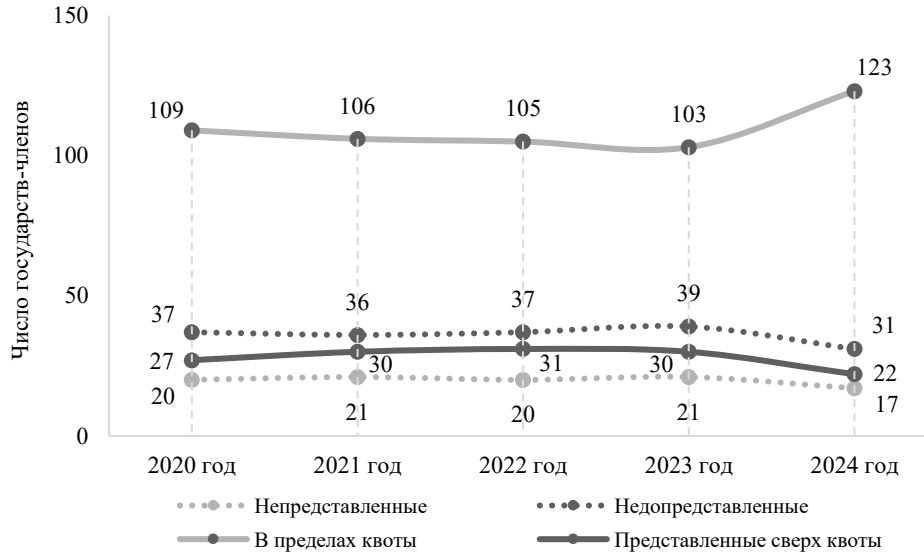 150
123
109
106
105
103
100
Число государств-членов
50
37
36
37
39
31
27
30
31
30
22
20
21
20
21
17
0
2020 год
2021 год
2022 год
2023 год
2024 год
Непредставленные
Недопредставленные
В пределах квоты
Представленные сверх квоты